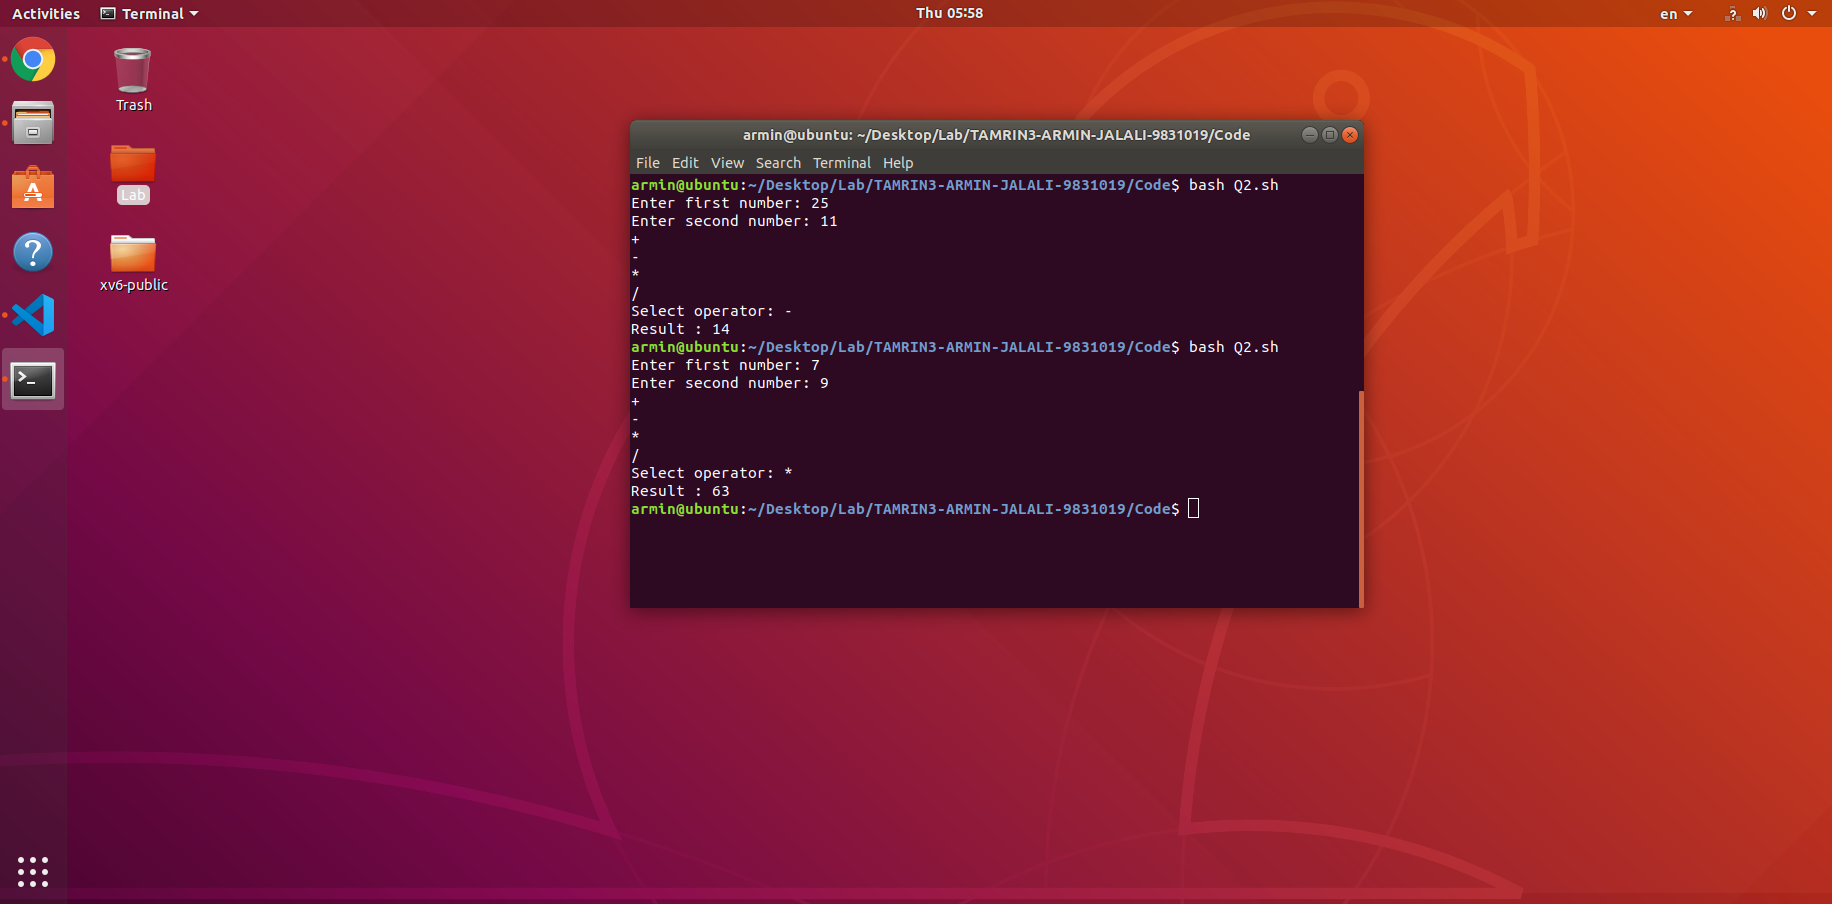 Activities Terminal Thu 05:58 en
Trash
Lab
xv6-public
armin@ubuntu: ~/Desktop/Lab/TAMRIN3-ARMIN-JALALI-9831019/Code
File Edit View Search Terminal Help
armin@ubuntu:~/Desktop/Lab/TAMRIN3-ARMIN-JALALI-9831019/Code$ bash Q2.sh
Enter first number: 25
Enter second number: 11
+
-
*
/
Select operator: -
Result : 14
armin@ubuntu:~/Desktop/Lab/TAMRIN3-ARMIN-JALALI-9831019/Code$ bash Q2.sh
Enter first number: 7
Enter second number: 9
+
-
*
/
Select operator: *
Result : 63
armin@ubuntu:~/Desktop/Lab/TAMRIN3-ARMIN-JALALI-9831019/Code$